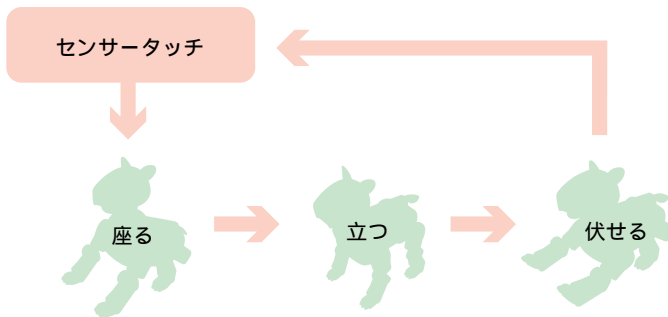 センサータッチ
座る
立つ
伏せる